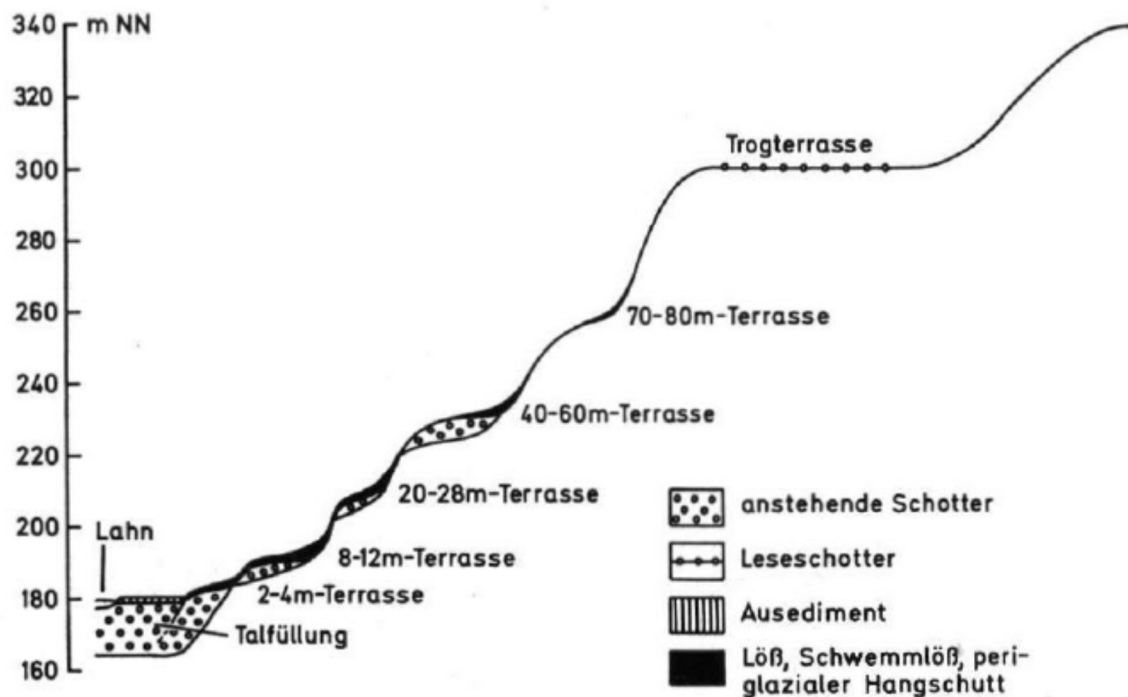 340 m NN
320
300
280
260
240
220
200
180
160
Trogterrasse
70-80m-Terrasse
40-60m-Terrasse
20-28m-Terrasse
8-12m-Terrasse
2-4m-Terrasse
Lahn
Talfüllung
anstehende Schotter
Leseschotter
Ausediment
Löß, Schwemmlöß, peri-
glazialer Hangschutt